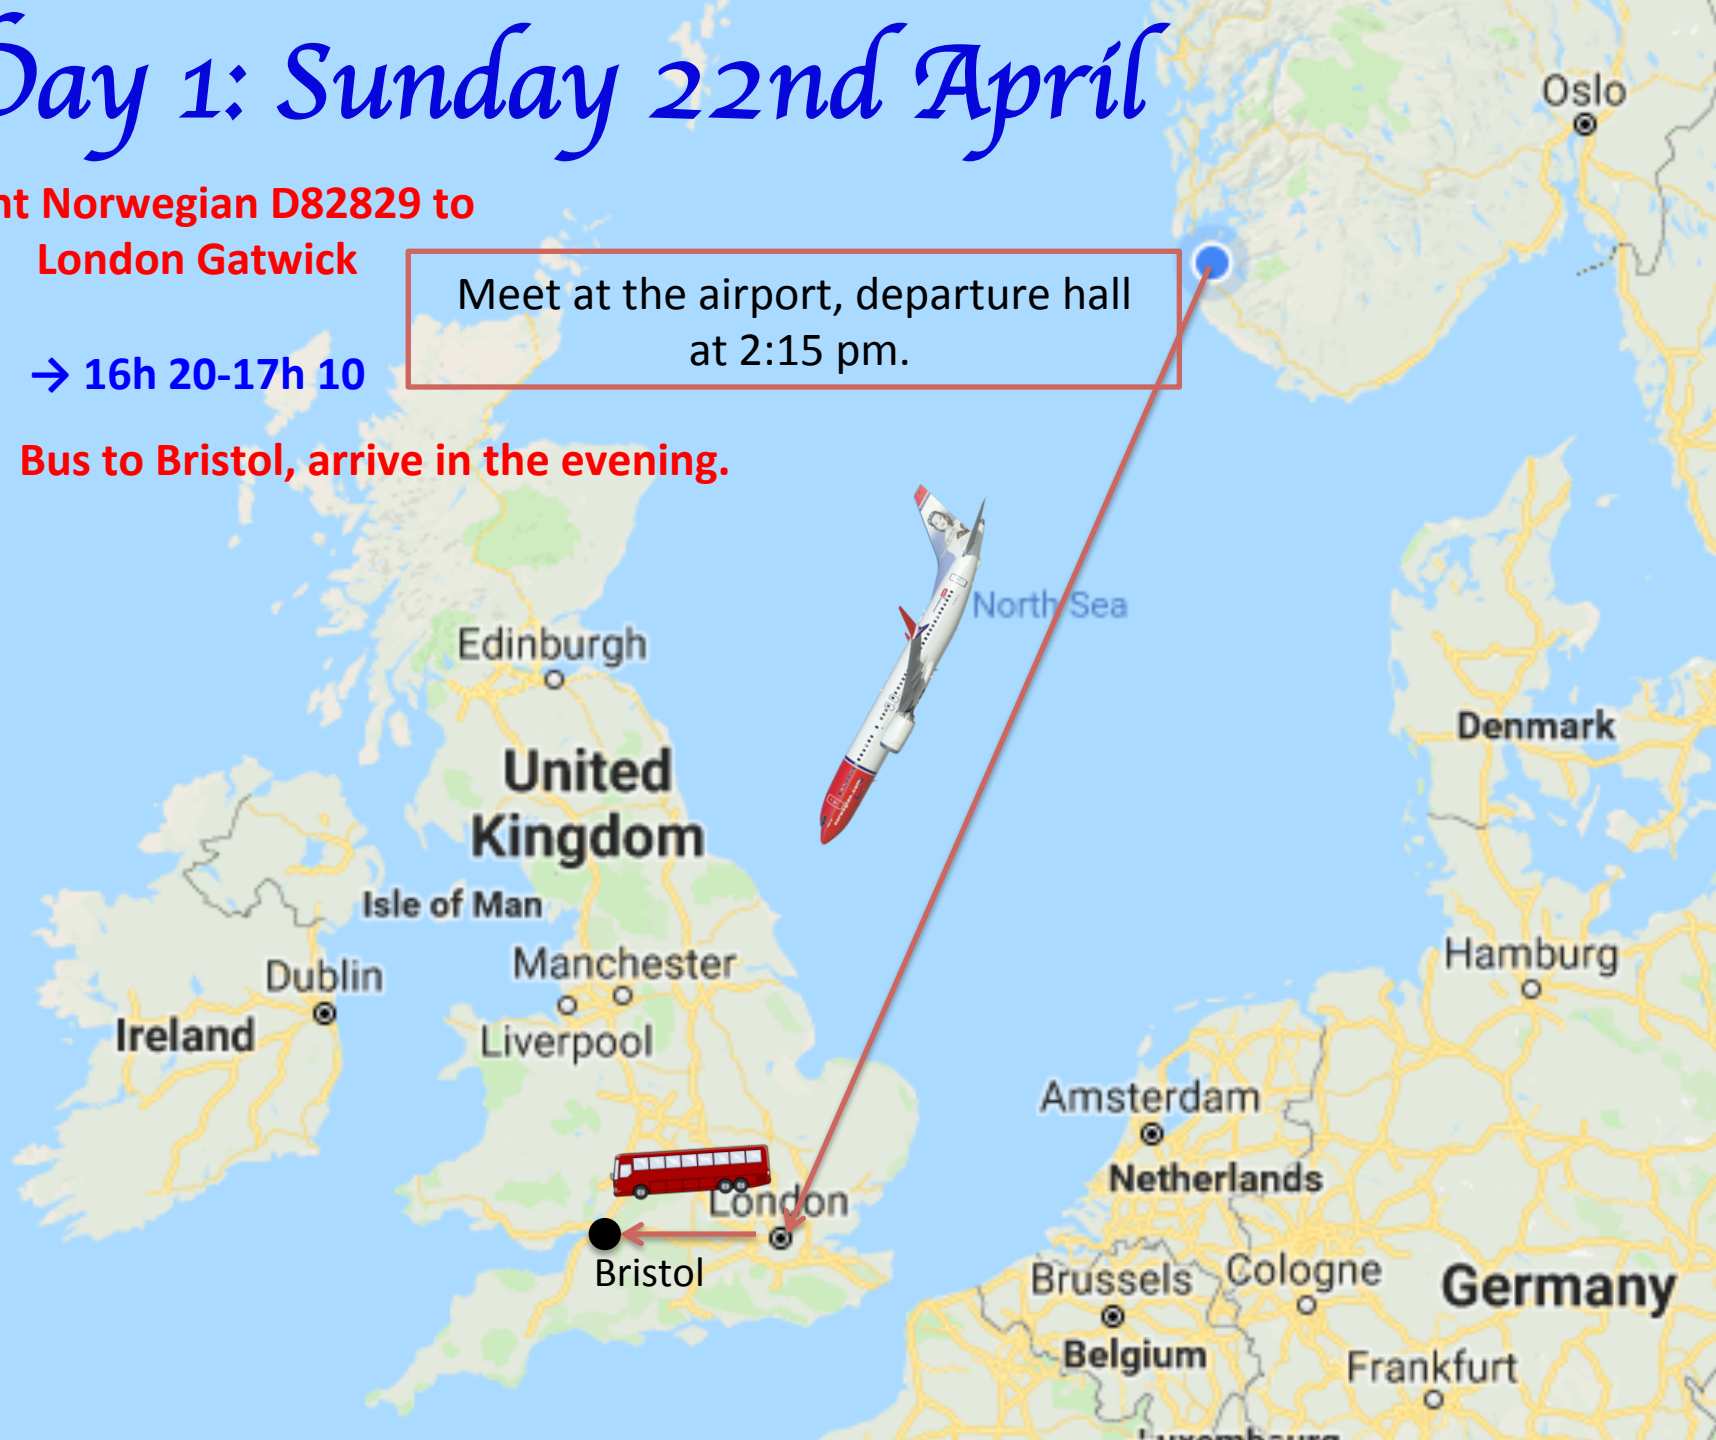 Day 1: Sunday 22nd April
nt Norwegian D82829 to
London Gatwick
Meet at the airport, departure hall
at 2:15 pm.
→ 16h 20-17h 10
Bus to Bristol, arrive in the evening.
Oslo
North Sea
Edinburgh
Denmark
United
Kingdom
Isle of Man
Hamburg
Manchester
Dublin
Ireland
Liverpool
Amsterdam
Netherlands
London
Bristol
Brussels
Cologne
Germany
Belgium
Frankfurt